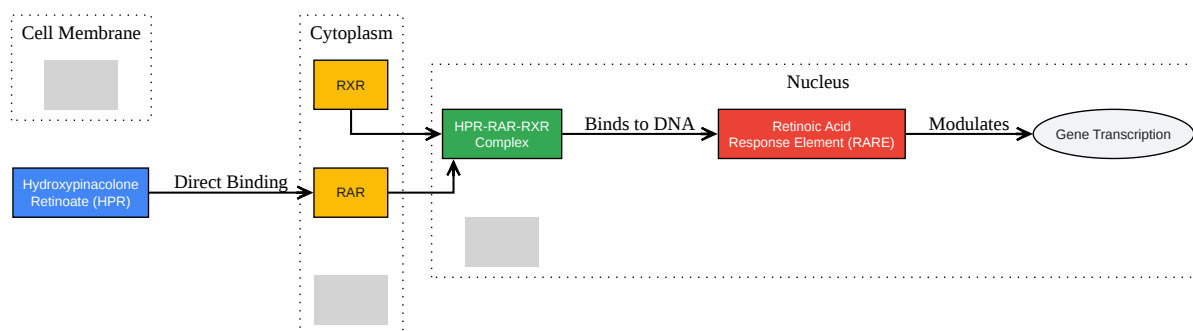 Cell Membrane
Cytoplasm
Nucleus
RXR
HPR-RAR-RXR
Complex
Binds to DNA
Retinoic Acid
Response Element (RARE)
Modulates
Gene Transcription
Hydroxypinacolone
Retinoate (HPR)
Direct Binding
RAR